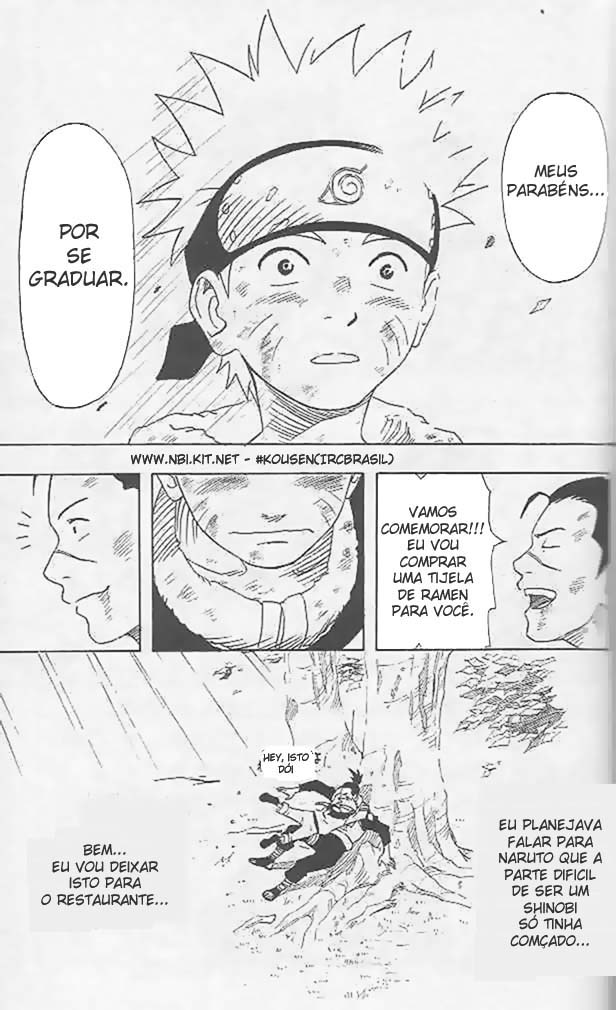 MEUS
PARABÉNS...
POR
SE
GRADUAR.
WWW.NBI.KIT.NET - #KOUSEN(IRCBRASIL)
VAMOS
COMEMORAR!!!
EU VOU
COMPRAR
UMA TIJELA
DE RAMEN
PARA VOCÊ.
HEY, ISTO
DÓI
EU PLANEJAVA
FALAR PARA
NARUTO QUE A
PARTE DIFICIL
DE SER UM
SHINOBI
SÓ TINHA
COMÇADO...
BEM...
EU VOU DEIXAR
ISTO PARA
O RESTAURANTE...